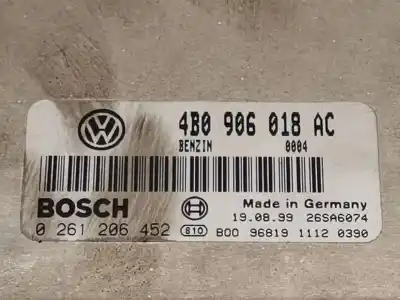 4B0 906 018 AC
BENZIN 0004
BOSCH
Made in Germany
19.08.99 26SA6074
0 261 206 452 810 B00 96819 1112 0390